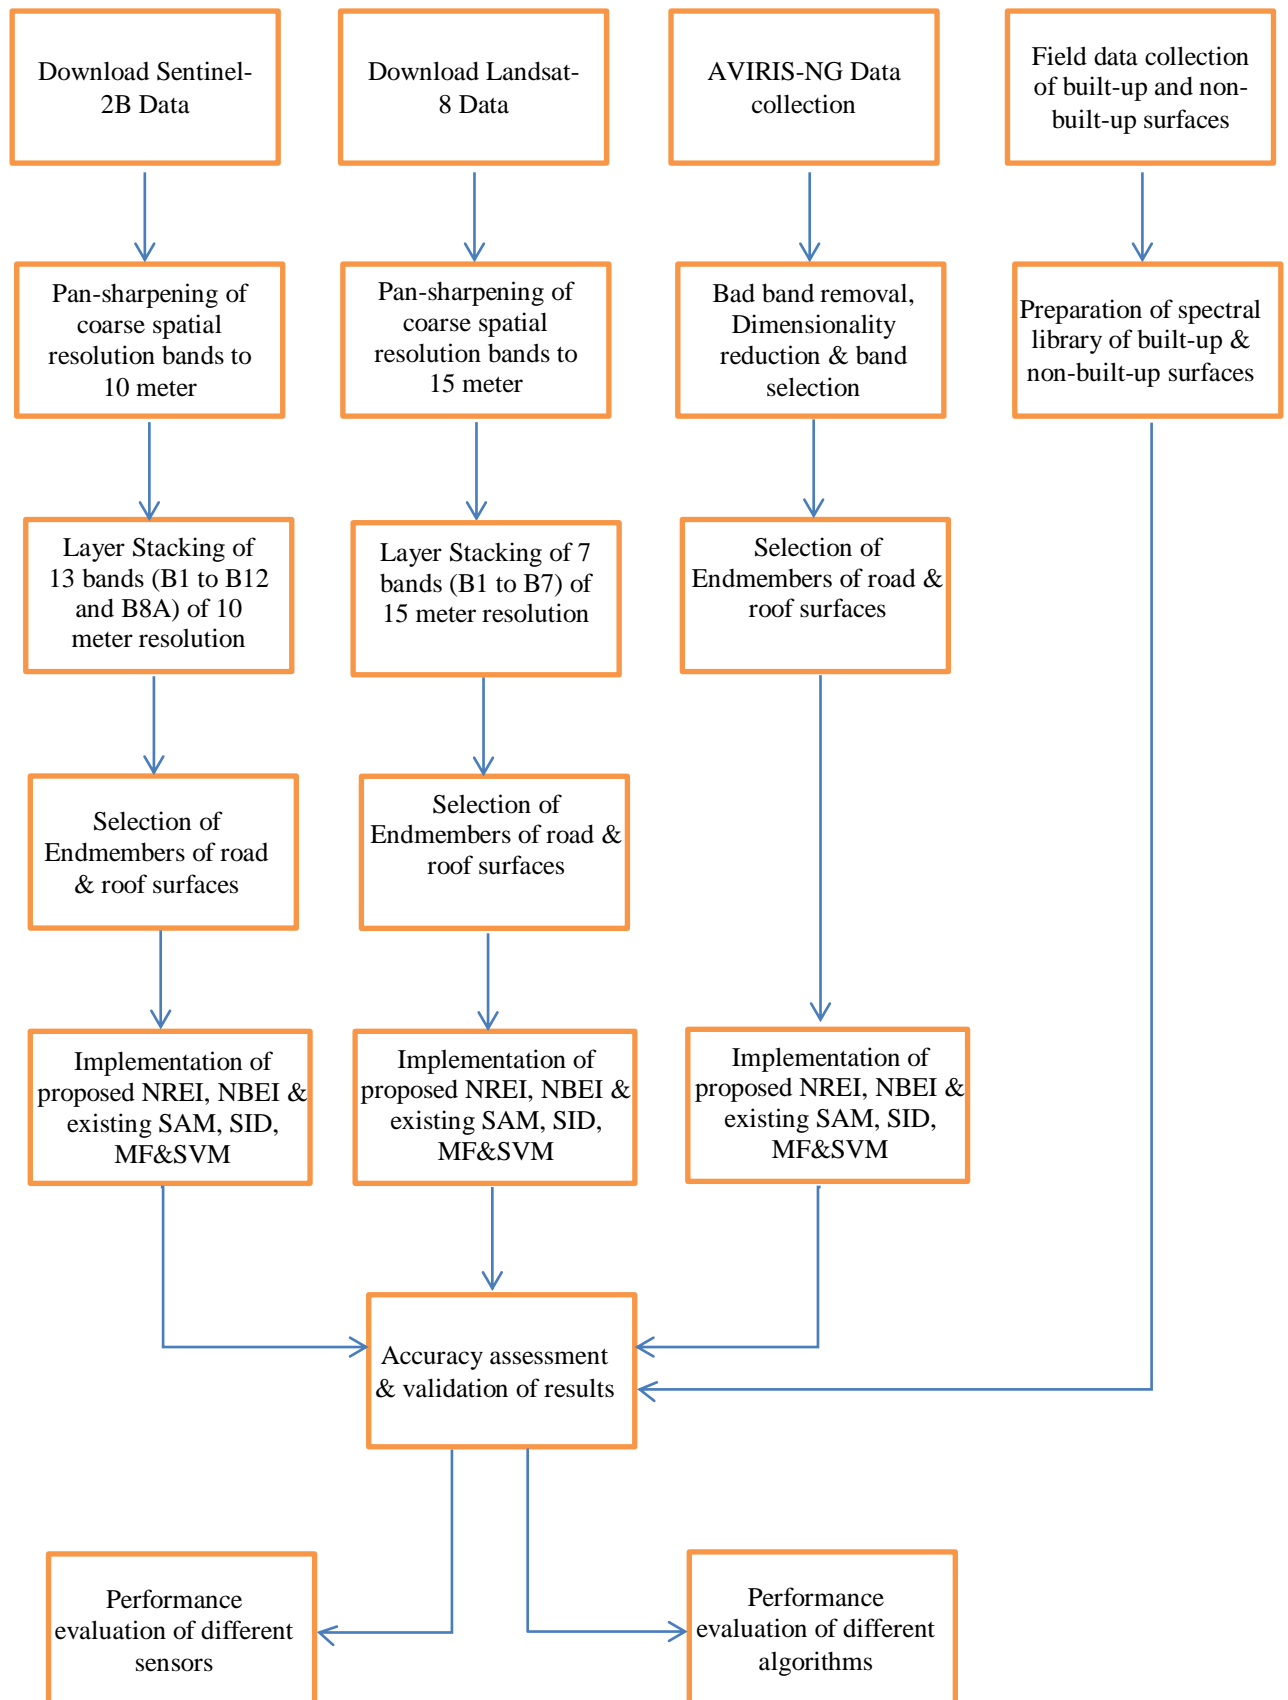 Download Sentinel-
2B Data
Download Landsat-
8 Data
AVIRIS-NG Data
collection
Field data collection
of built-up and non-
built-up surfaces
Pan-sharpening of
coarse spatial
resolution bands to
10 meter
Pan-sharpening of
coarse spatial
resolution bands to
15 meter
Bad band removal,
Dimensionality
reduction & band
selection
Preparation of spectral
library of built-up &
non-built-up surfaces
Layer Stacking of
13 bands (B1 to B12
and B8A) of 10
meter resolution
Layer Stacking of 7
bands (B1 to B7) of
15 meter resolution
Selection of
Endmembers of road &
roof surfaces
Selection of
Endmembers of road
& roof surfaces
Selection of
Endmembers of road &
roof surfaces
Implementation of
proposed NREI, NBEI &
existing SAM, SID,
MF&SVM
Implementation of
proposed NREI, NBEI &
existing SAM, SID,
MF&SVM
Implementation of
proposed NREI, NBEI &
existing SAM, SID,
MF&SVM
Accuracy assessment
& validation of results
Performance
evaluation of different
sensors
Performance
evaluation of different
algorithms